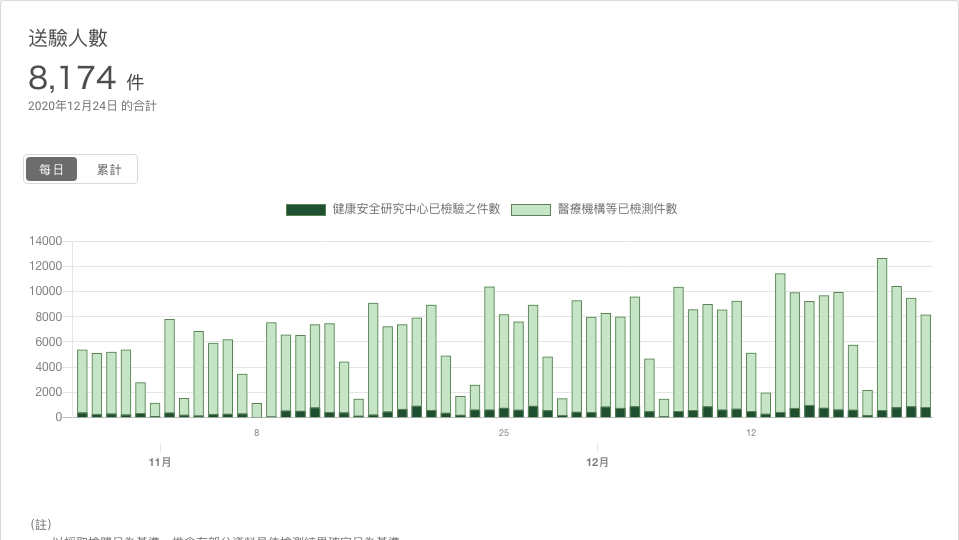 送驗人數
8,174 件
2020年12月24日 的合計
每日 累計
健康安全研究中心已檢驗之件數 醫療機構等已檢測件數
14000
12000
10000
8000
6000
4000
2000
0
8 25 12
11月 12月
（註）